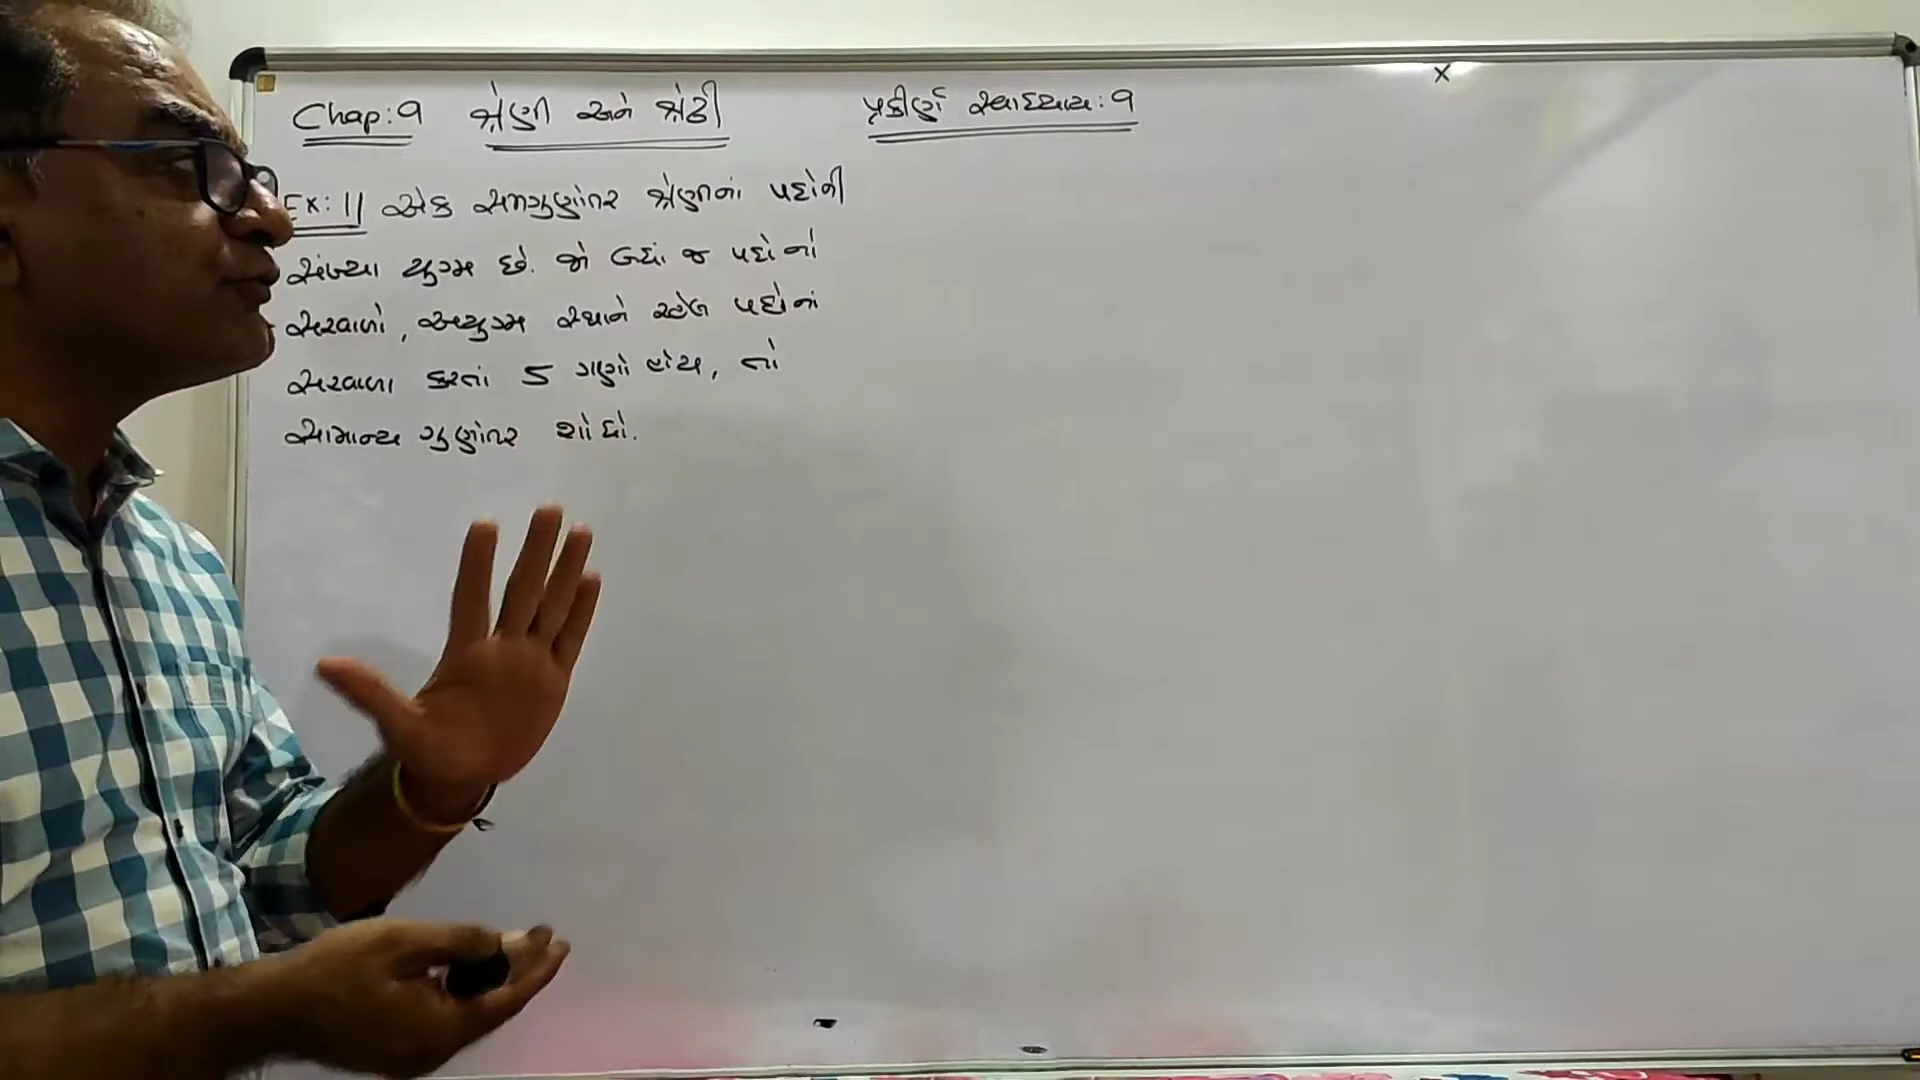 Chap: 9 શ્રેણી અને શ્રેઢી
પ્રકીર્ણ સ્વાધ્યાય: 9
Ex: 11 એક સમગુણોત્તર શ્રેણીનાં પદોની
સંખ્યા યુગ્મ છે. જો બધાં જ પદોનો
સરવાળો, અયુગ્મ સ્થાને રહેલ પદોનાં
સરવાળા કરતાં 5 ગણો હોય, તો
સામાન્ય ગુણોત્તર શોધો.
x